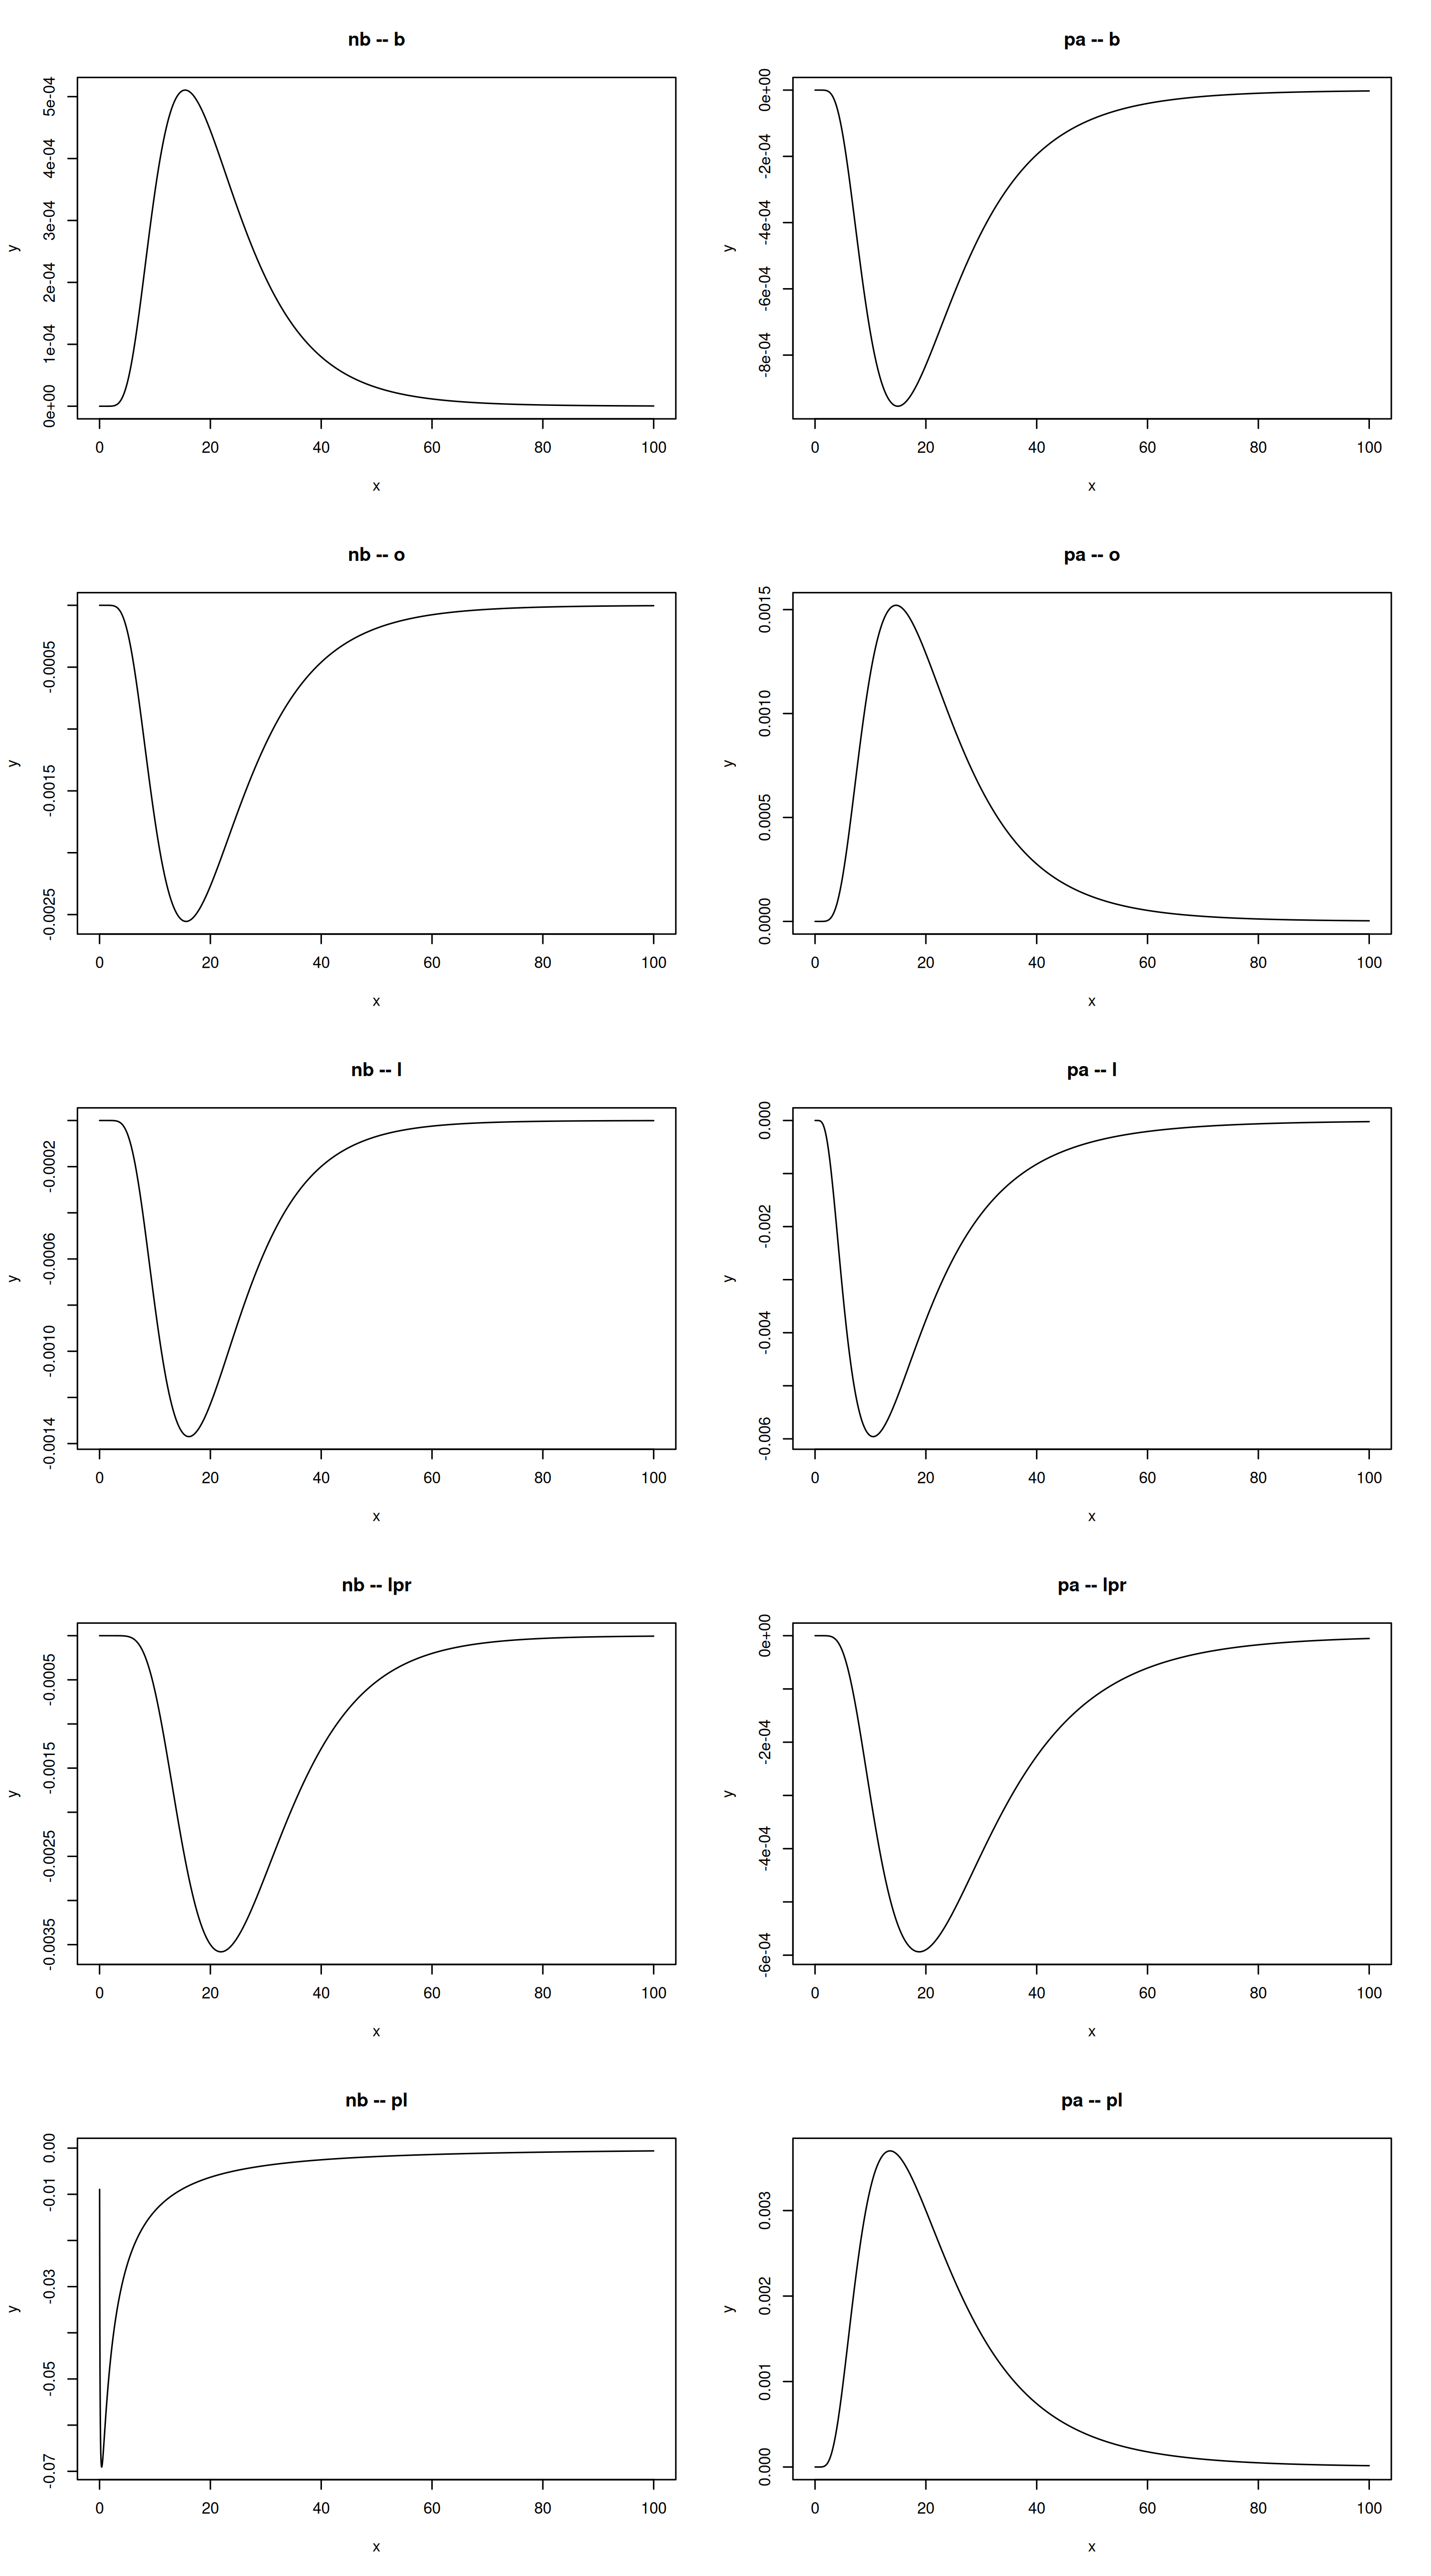 nb -- b
y
0e+00 1e-04 2e-04 3e-04 4e-04 5e-04
0 20 40 60 80 100
x
pa -- b
y
-8e-04 -6e-04 -4e-04 -2e-04 0e+00
0 20 40 60 80 100
x
nb -- o
y
-0.0025 -0.0015 -0.0005
0 20 40 60 80 100
x
pa -- o
y
0.0000 0.0005 0.0010 0.0015
0 20 40 60 80 100
x
nb -- l
y
-0.0014 -0.0010 -0.0006 -0.0002
0 20 40 60 80 100
x
pa -- l
y
-0.006 -0.004 -0.002 0.000
0 20 40 60 80 100
x
nb -- lpr
y
-0.0035 -0.0025 -0.0015 -0.0005
0 20 40 60 80 100
x
pa -- lpr
y
-6e-04 -4e-04 -2e-04 0e+00
0 20 40 60 80 100
x
nb -- pl
y
-0.07 -0.05 -0.03 -0.01 0.00
0 20 40 60 80 100
x
pa -- pl
y
0.000 0.001 0.002 0.003
0 20 40 60 80 100
x